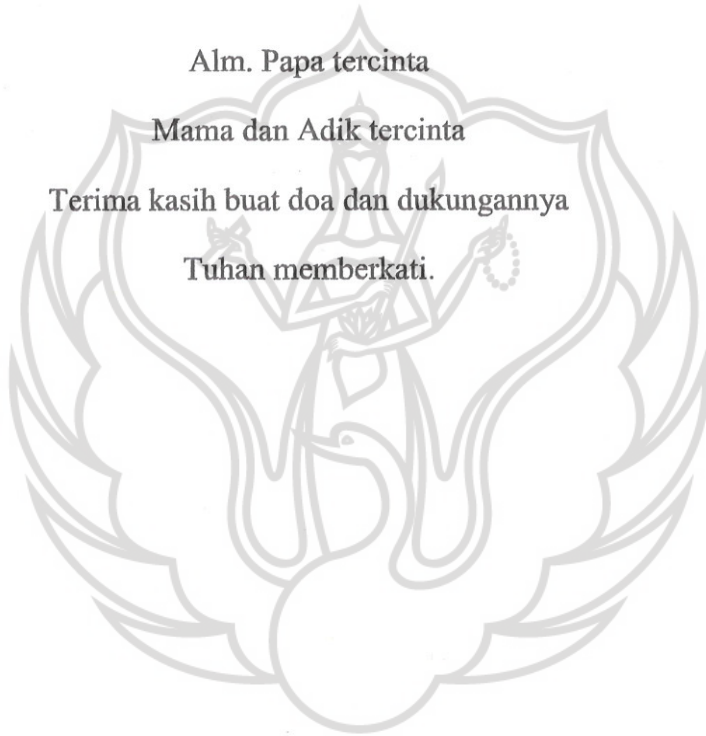 Alm. Papa tercinta
Mama dan Adik tercinta
Terima kasih buat doa dan dukungannya
Tuhan memberkati.